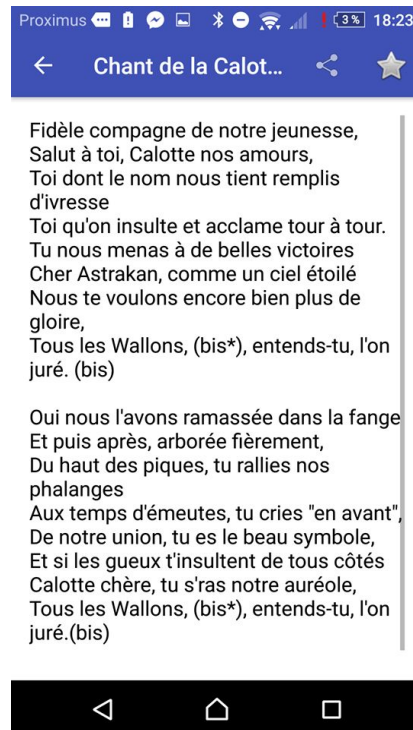 Proximus 3% 18:23
Chant de la Calot...
Fidèle compagne de notre jeunesse,
Salut à toi, Calotte nos amours,
Toi dont le nom nous tient remplis
d'ivresse
Toi qu'on insulte et acclame tour à tour.
Tu nous menas à de belles victoires
Cher Astrakan, comme un ciel étoilé
Nous te voulons encore bien plus de
gloire,
Tous les Wallons, (bis*), entends-tu, l'on
juré. (bis)
Oui nous l'avons ramassée dans la fange
Et puis après, arborée fièrement,
Du haut des piques, tu rallies nos
phalanges
Aux temps d'émeutes, tu cries "en avant",
De notre union, tu es le beau symbole,
Et si les gueux t'insultent de tous côtés
Calotte chère, tu s'ras notre auréole,
Tous les Wallons, (bis*), entends-tu, l'on
juré.(bis)